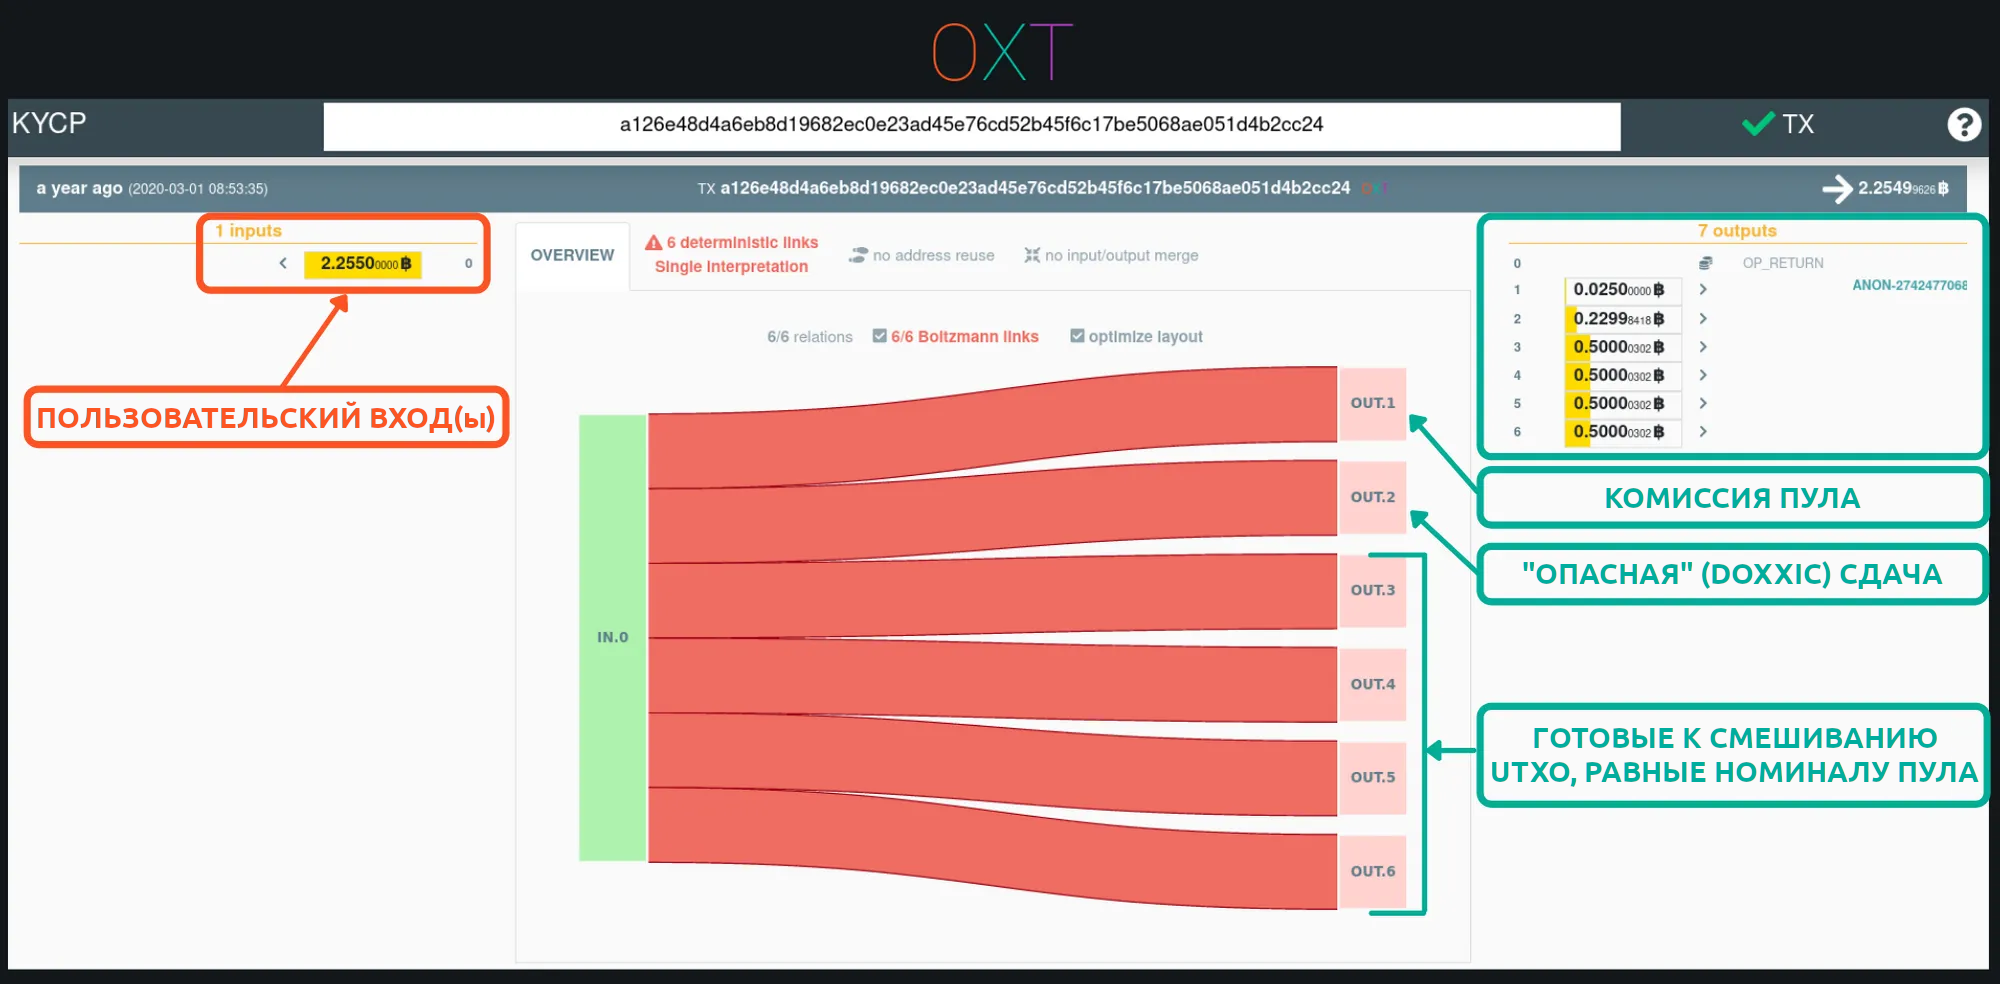 OXT
KYCP
a126e48d4a6eb8d19682ec0e23ad45e76cd52b45f6c17be5068ae051d4b2cc24
TX
?
a year ago (2020-03-01 08:53:35)
TX a126e48d4a6eb8d19682ec0e23ad45e76cd52b45f6c17be5068ae051d4b2cc24 OXT
2.25499626 ฿
1 inputs
2.25500000 ฿ 0
ПОЛЬЗОВАТЕЛЬСКИЙ ВХОД(ы)
OVERVIEW
6 deterministic links
Single Interpretation
no address reuse
no input/output merge
6/6 relations
6/6 Boltzmann links
optimize layout
IN.0
OUT.1
OUT.2
OUT.3
OUT.4
OUT.5
OUT.6
7 outputs
0 OP_RETURN
1 0.02500000 ฿ ANON-2742477068
2 0.22998418 ฿
3 0.50000302 ฿
4 0.50000302 ฿
5 0.50000302 ฿
6 0.50000302 ฿
КОМИССИЯ ПУЛА
"ОПАСНАЯ" (DOXXIC) СДАЧА
ГОТОВЫЕ К СМЕШИВАНИЮ
UTXO, РАВНЫЕ НОМИНАЛУ ПУЛА